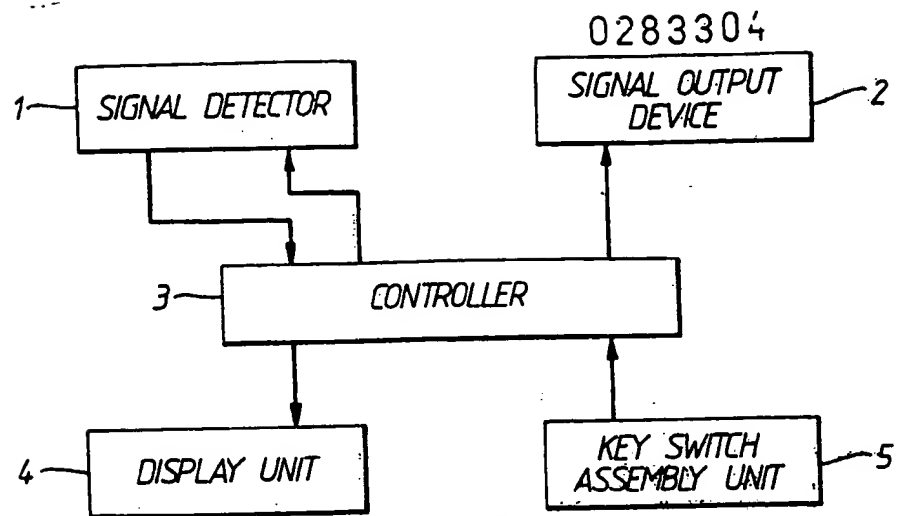 0283304
1
SIGNAL DETECTOR
SIGNAL OUTPUT
DEVICE
2
3
CONTROLLER
4
DISPLAY UNIT
KEY SWITCH
ASSEMBLY UNIT
5